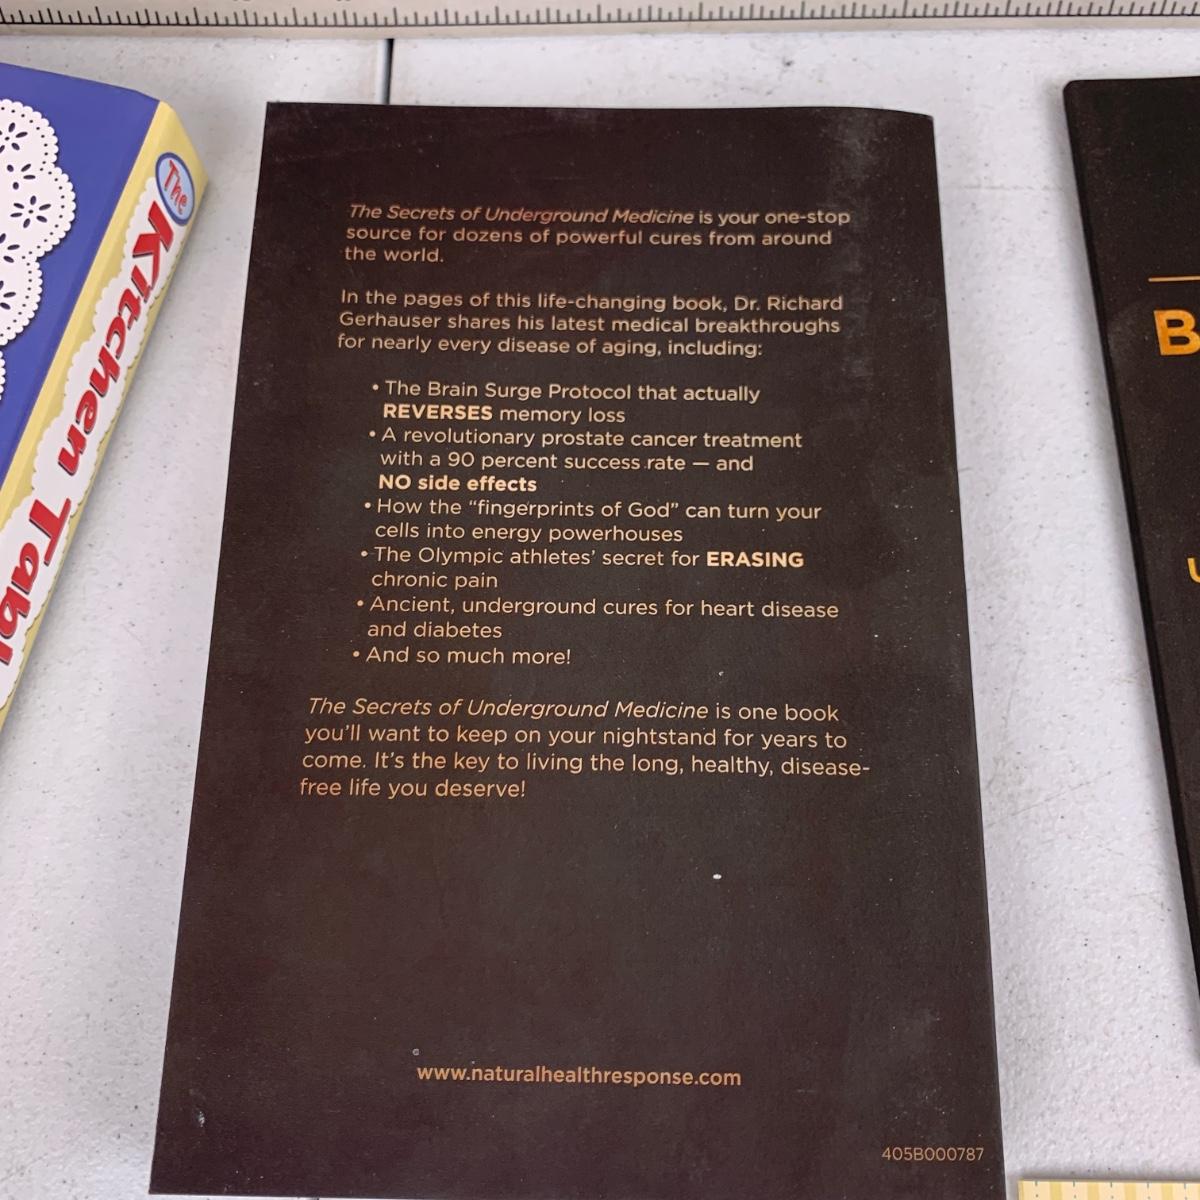 The Kitchen Tabl
The Secrets of Underground Medicine is your one-stop
source for dozens of powerful cures from around
the world.
In the pages of this life-changing book, Dr. Richard
Gerhauser shares his latest medical breakthroughs
for nearly every disease of aging, including:
• The Brain Surge Protocol that actually
REVERSES memory loss
• A revolutionary prostate cancer treatment
with a 90 percent success rate — and
NO side effects
• How the “fingerprints of God” can turn your
cells into energy powerhouses
• The Olympic athletes’ secret for ERASING
chronic pain
• Ancient, underground cures for heart disease
and diabetes
• And so much more!
The Secrets of Underground Medicine is one book
you’ll want to keep on your nightstand for years to
come. It’s the key to living the long, healthy, disease-
free life you deserve!
www.naturalhealthresponse.com
405B000787
B